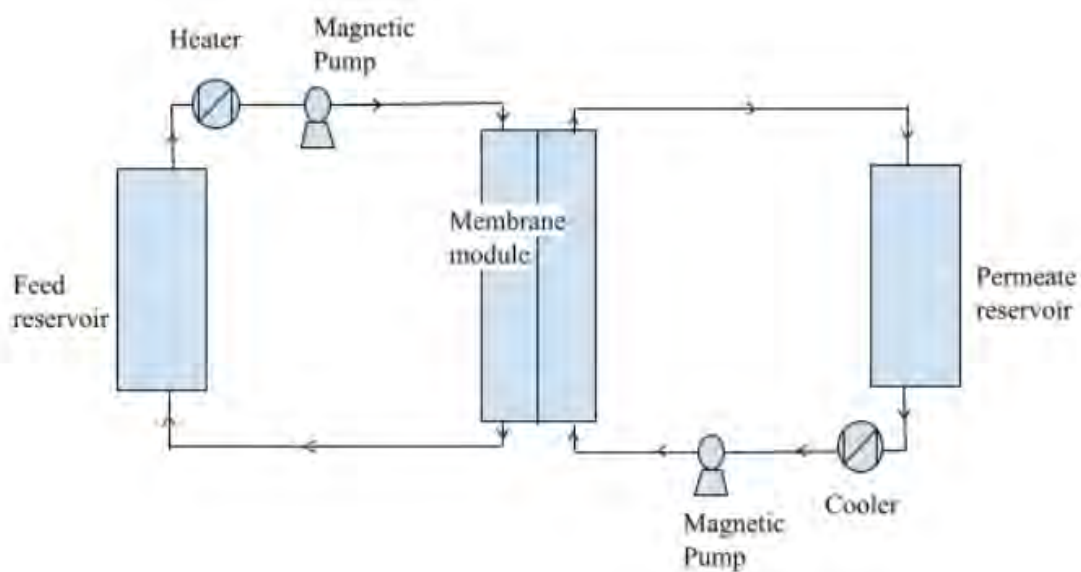 Heater
Magnetic
Pump
Membrane
module
Feed
reservoir
Permeate
reservoir
Cooler
Magnetic
Pump